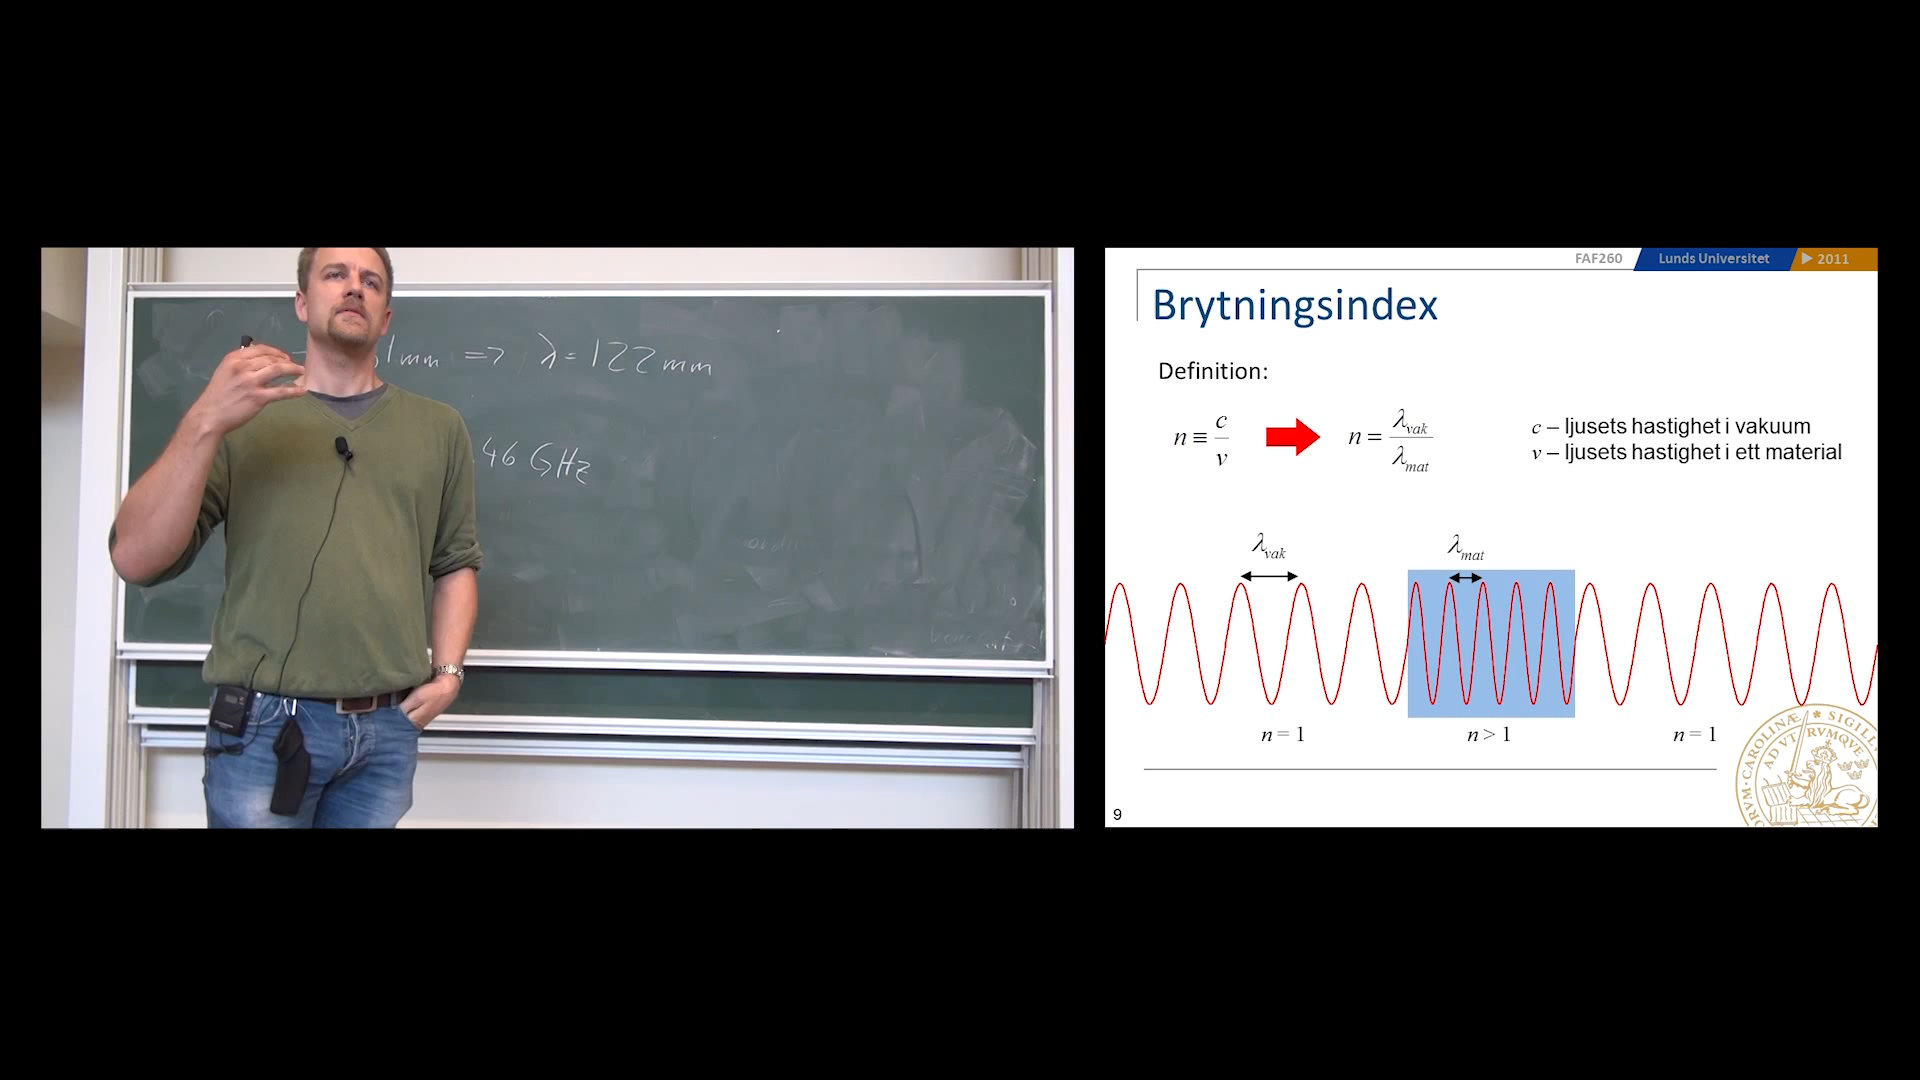 1mm => λ = 122 mm
46 GHz
FAF260 Lunds Universitet 2011
Brytningsindex
Definition:
n ≡ c/v n = λvak/λmat
c – ljusets hastighet i vakuum
v – ljusets hastighet i ett material
λvak λmat
n = 1 n > 1 n = 1
9